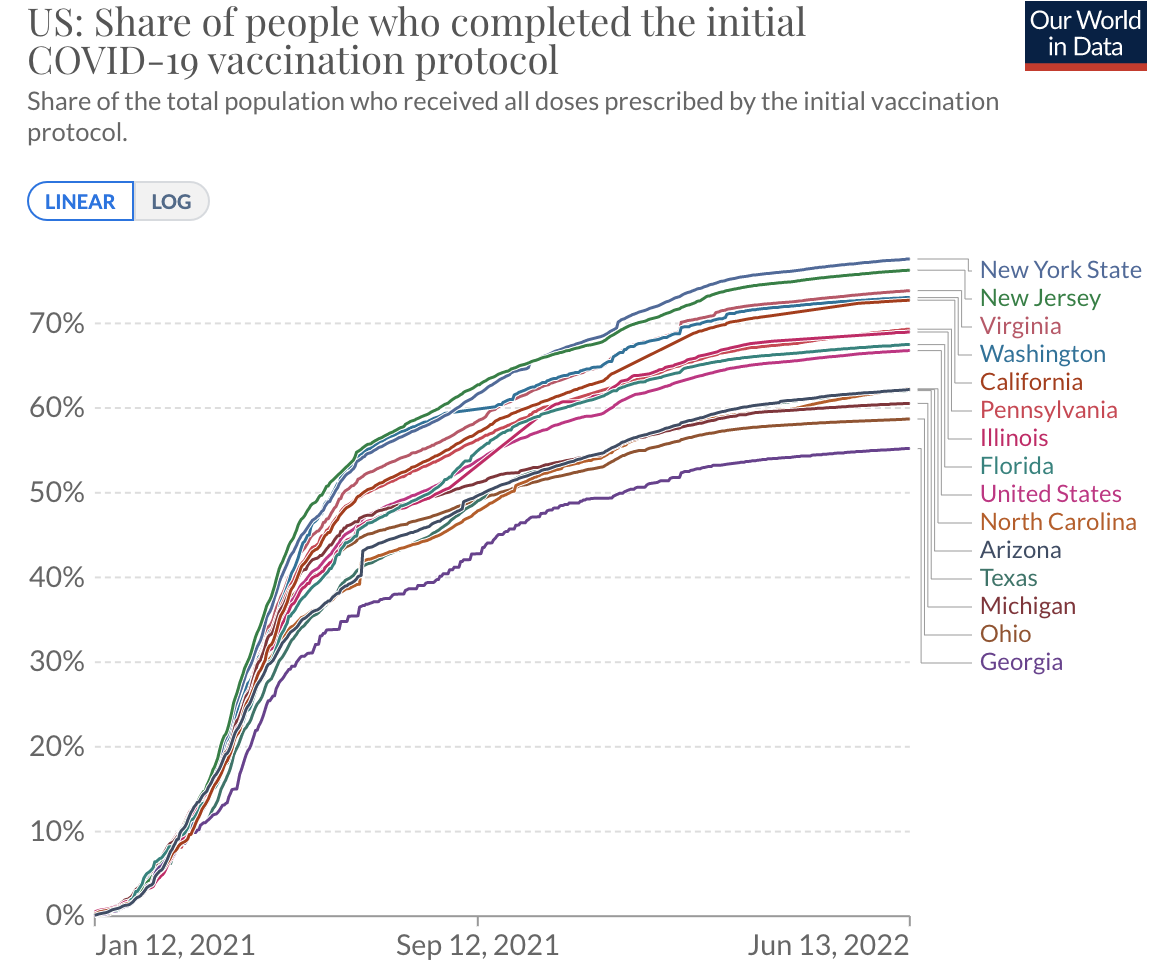 US: Share of people who completed the initial
COVID-19 vaccination protocol
Our World
in Data
Share of the total population who received all doses prescribed by the initial vaccination
protocol.
LINEAR
LOG
70%
60%
50%
40%
30%
20%
10%
0%
New York State
New Jersey
Virginia
Washington
California
Pennsylvania
Illinois
Florida
United States
North Carolina
Arizona
Texas
Michigan
Ohio
Georgia
Jan 12, 2021
Sep 12, 2021
Jun 13, 2022